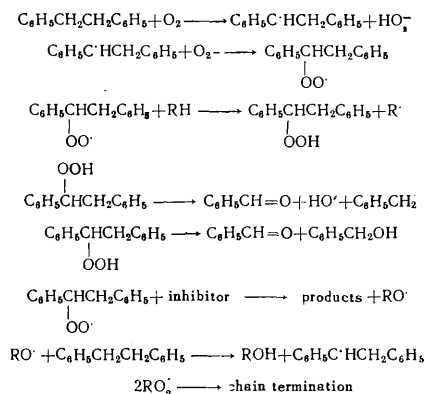 C₆H₅CH₂CH₂C₆H₅+O₂⟶C₆H₅C˙HCH₂C₆H₅+HO₂⁻
C₆H₅C˙HCH₂C₆H₅+O₂-⟶C₆H₅CHCH₂C₆H₅
OO˙
C₆H₅CHCH₂C₆H₅+RH⟶C₆H₅CHCH₂C₆H₅+R˙
OO˙ OOH
OOH
C₆H₅CHCH₂C₆H₅⟶C₆H₅CH=O+HO′+C₆H₅CH₂
C₆H₅CHCH₂C₆H₅⟶C₆H₅CH=O+C₆H₅CH₂OH
OOH
C₆H₅CHCH₂C₆H₅+ inhibitor ⟶ products +RO˙
OO˙
RO˙+C₆H₅CH₂CH₂C₆H₅⟶ROH+C₆H₅C˙HCH₂C₆H₅
2RO₂˙⟶chain termination